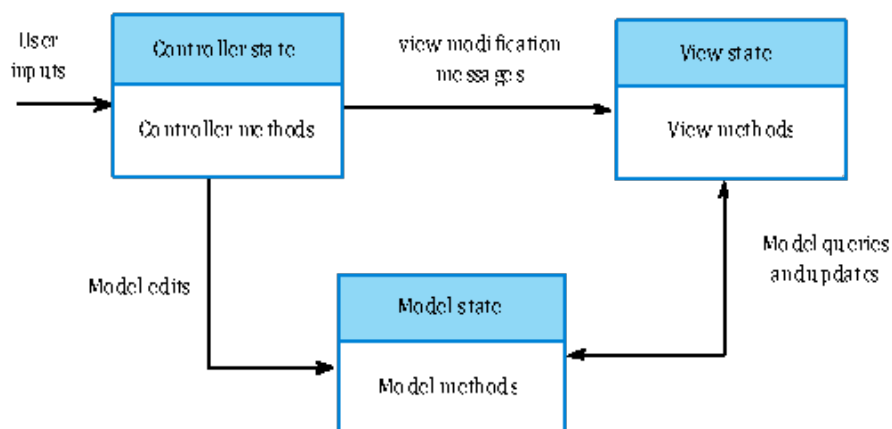 User
inputs
Controller state
Controller methods
view modification
messages
View state
View methods
Model edits
Model state
Model methods
Model queries
and updates